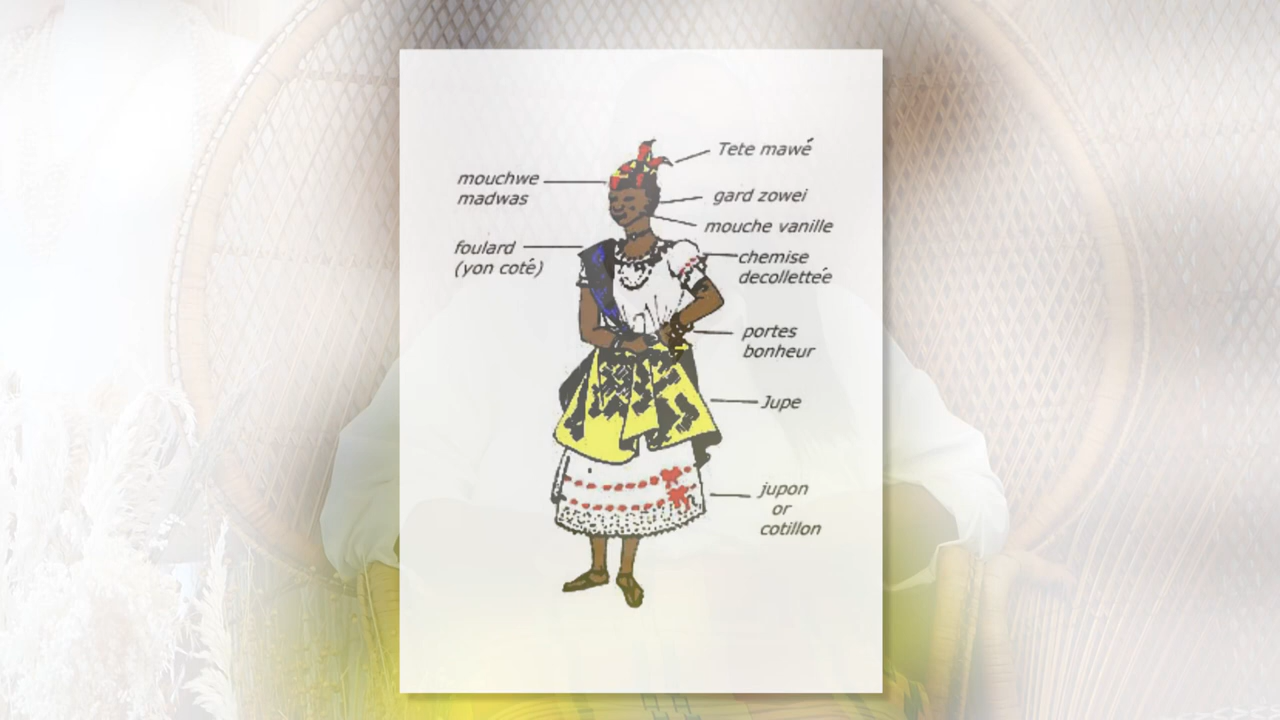 Tete mawé
mouchwe
madwas
gard zowei
mouche vanille
foulard
(yon coté)
chemise
decolletteé
portes
bonheur
Jupe
jupon
or
cotillon